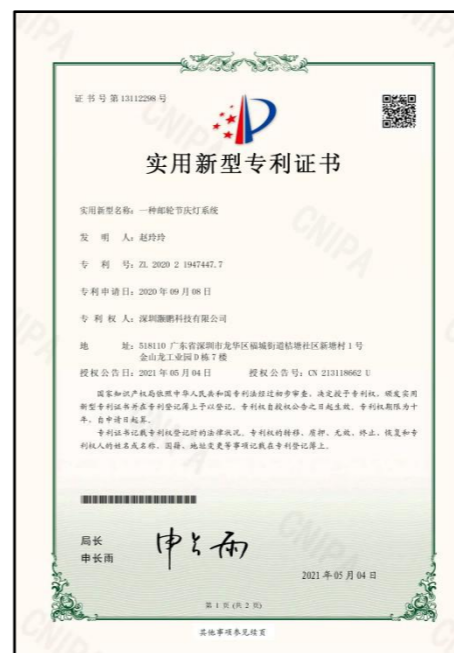 证书号第13112298号
实用新型专利证书
实用新型名称：一种邮轮节庆灯系统
发 明 人：赵玲玲
专 利 号：ZL 2020 2 1947447.7
专利申请日：2020年09月08日
专 利 权 人：深圳灏鹏科技有限公司
地 址：518110 广东省深圳市龙华区福城街道桔塘社区新塘村1号
金山龙工业园D栋7楼
授权公告日：2021年05月04日 授权公告号：CN 213118662 U
国家知识产权局依照中华人民共和国专利法经过初步审查，决定授予专利权，颁发实用
新型专利证书并在专利登记簿上予以登记。专利权自授权公告之日起生效。专利权期限为十
年，自申请日起算。
专利证书记载专利权登记时的法律状况。专利权的转移、质押、无效、终止、恢复和专
利权人的姓名或名称、国籍、地址变更等事项记载在专利登记簿上。
局长
申长雨
申长雨
2021年05月04日
第 1 页 (共 2 页)
其他事项参见续页
CNIPA
CNIPA
CNIPA
CNIPA
CNIPA